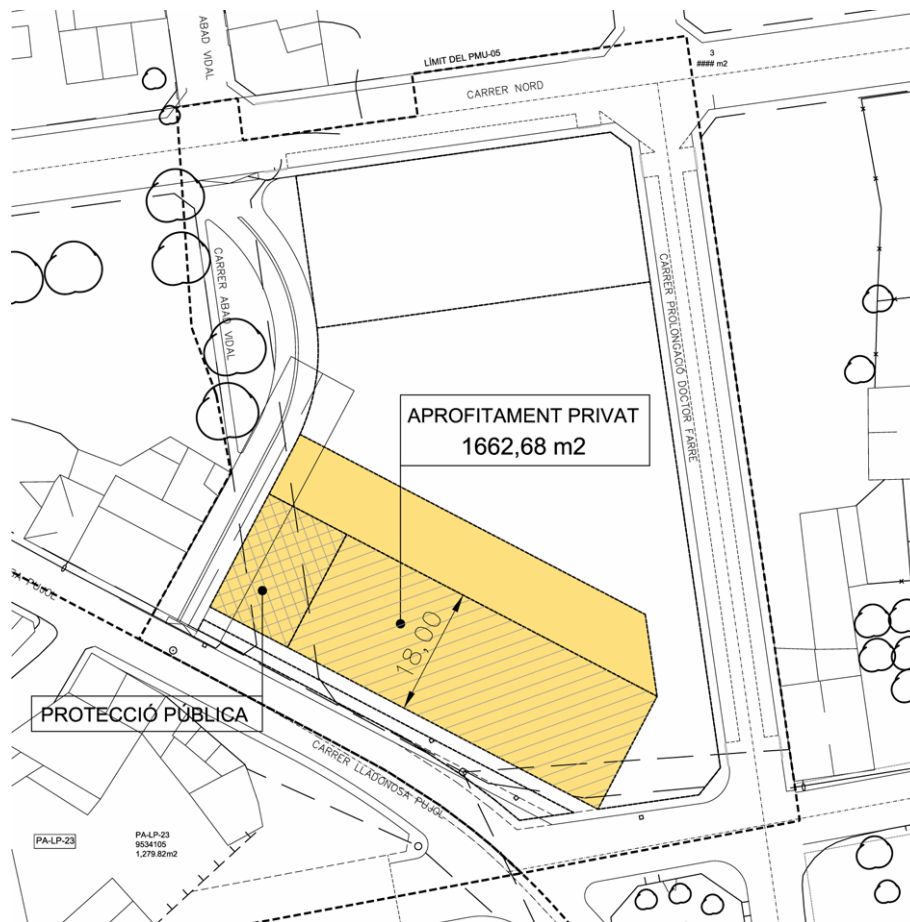 ABAD VIDAL
LÍMIT DEL PMU-05
3
#### m2
CARRER NORD
CARRER ABAD VIDAL
CARRER PROLONGACIÓ DOCTOR FARRÉ
APROFITAMENT PRIVAT
1662,68 m2
18,00
PUJOL
PROTECCIÓ PÚBLICA
CARRER LLADONOSA PUJOL
PA-LP-23
PA-LP-23
9534105
1,279.82m2